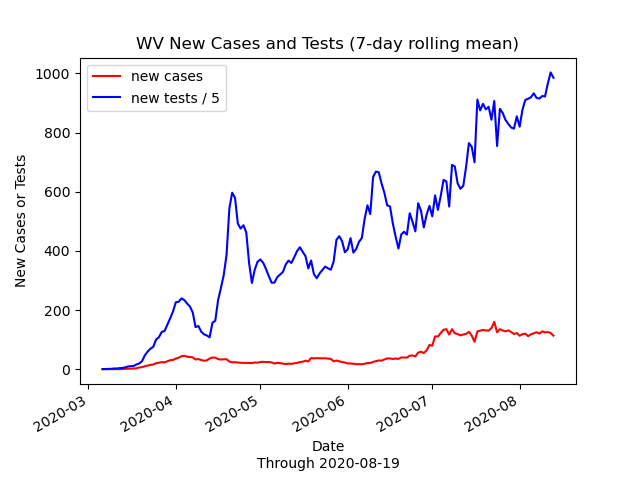 WV New Cases and Tests (7-day rolling mean)
new cases
new tests / 5
New Cases or Tests
1000
800
600
400
200
0
2020-03
2020-04
2020-05
2020-06
2020-07
2020-08
Date
Through 2020-08-19